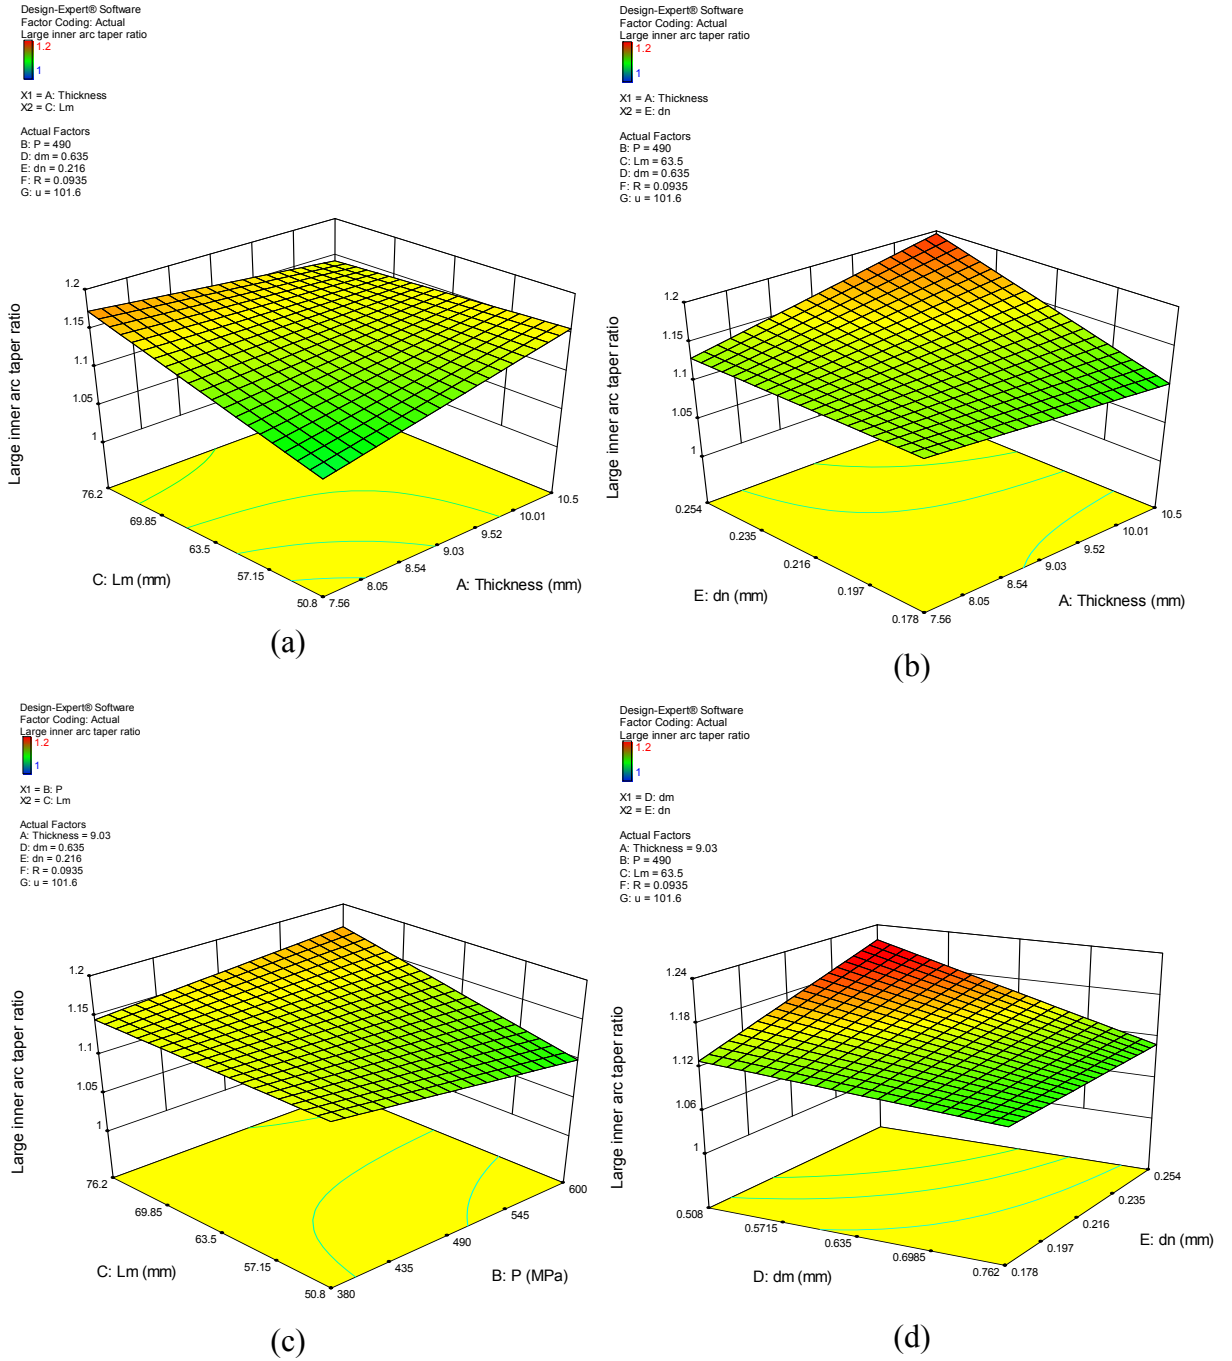 Design-Expert® Software
Factor Coding: Actual
Large inner arc taper ratio
1.2
1
X1 = A: Thickness
X2 = C: Lm
Actual Factors
B: P = 490
D: dm = 0.635
E: dn = 0.216
F: R = 0.0935
G: u = 101.6
1.2
1.15
1.1
1.05
1
Large inner arc taper ratio
76.2
69.85
63.5
57.15
50.8
7.56
8.05
8.54
9.03
9.52
10.01
10.5
C: Lm (mm)
A: Thickness (mm)
(a)
Design-Expert® Software
Factor Coding: Actual
Large inner arc taper ratio
1.2
1
X1 = A: Thickness
X2 = E: dn
Actual Factors
B: P = 490
C: Lm = 63.5
D: dm = 0.635
F: R = 0.0935
G: u = 101.6
1.2
1.15
1.1
1.05
1
Large inner arc taper ratio
0.254
0.235
0.216
0.197
0.178
7.56
8.05
8.54
9.03
9.52
10.01
10.5
E: dn (mm)
A: Thickness (mm)
(b)
Design-Expert® Software
Factor Coding: Actual
Large inner arc taper ratio
1.2
1
X1 = B: P
X2 = C: Lm
Actual Factors
A: Thickness = 9.03
D: dm = 0.635
E: dn = 0.216
F: R = 0.0935
G: u = 101.6
1.2
1.15
1.1
1.05
1
Large inner arc taper ratio
76.2
69.85
63.5
57.15
50.8
380
435
490
545
600
C: Lm (mm)
B: P (MPa)
(c)
Design-Expert® Software
Factor Coding: Actual
Large inner arc taper ratio
1.2
1
X1 = D: dm
X2 = E: dn
Actual Factors
A: Thickness = 9.03
B: P = 490
C: Lm = 63.5
F: R = 0.0935
G: u = 101.6
1.24
1.18
1.12
1.06
1
Large inner arc taper ratio
0.508
0.5715
0.635
0.6985
0.762
0.178
0.197
0.216
0.235
0.254
D: dm (mm)
E: dn (mm)
(d)